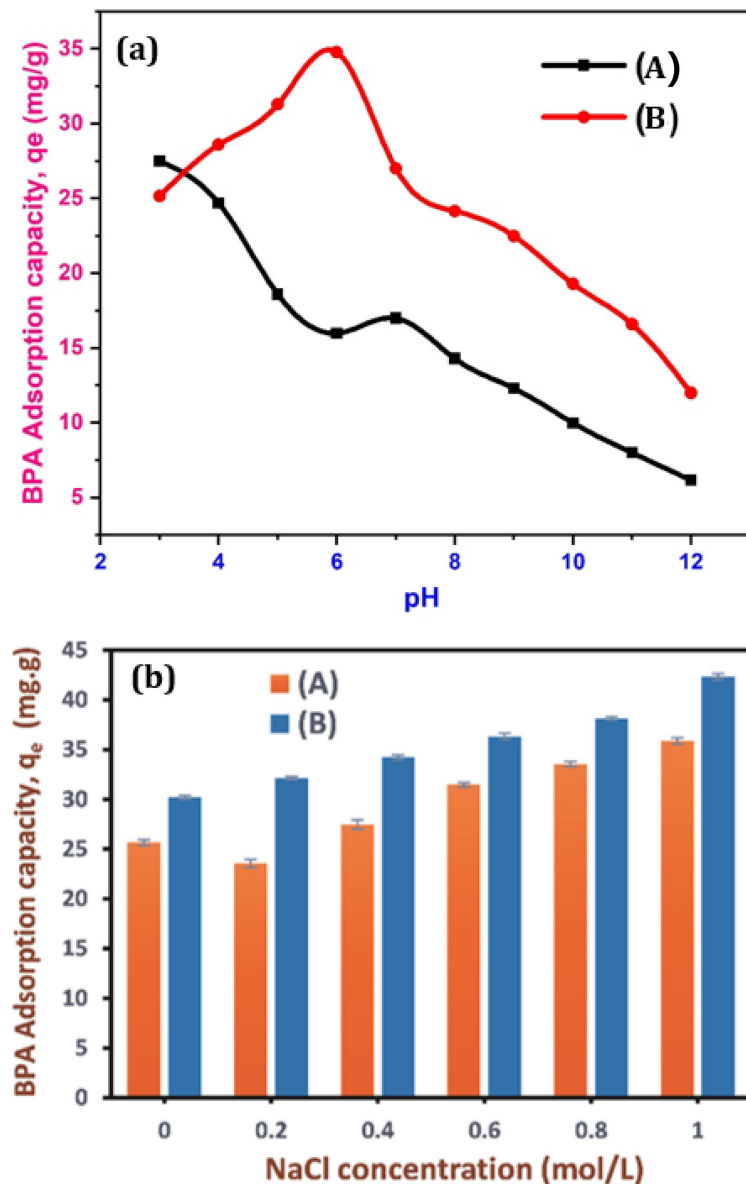 (a)
(A)
(B)
BPA Adsorption capacity, qe (mg/g)
35
30
25
20
15
10
5
2 4 6 8 10 12
pH
(b)
(A)
(B)
BPA Adsorption capacity, qₑ (mg.g)
45
40
35
30
25
20
15
10
5
0
0 0.2 0.4 0.6 0.8 1
NaCl concentration (mol/L)